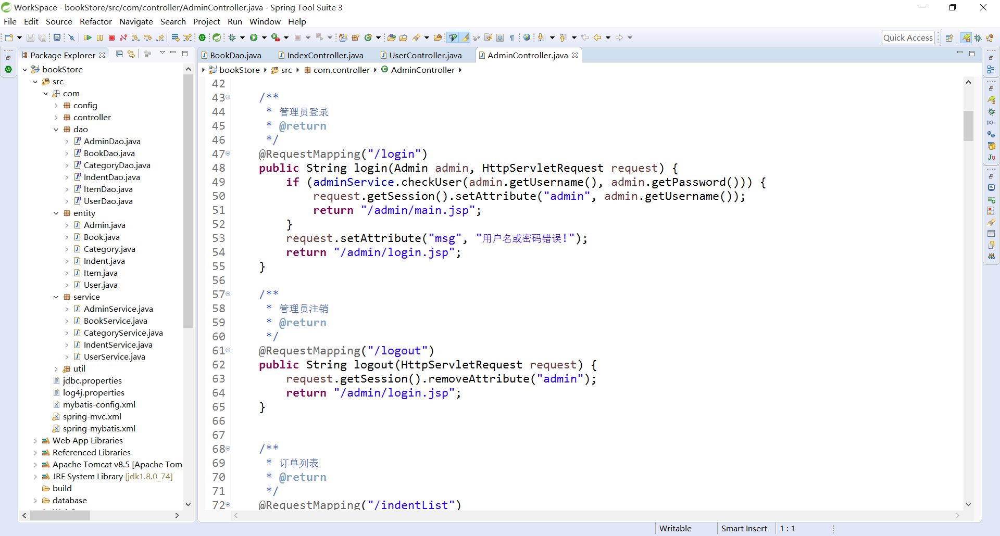 WorkSpace - bookStore/src/com/controller/AdminController.java - Spring Tool Suite 3
File Edit Source Refactor Navigate Search Project Run Window Help
Quick Access
Package Explorer
bookStore
src
com
config
controller
dao
AdminDao.java
BookDao.java
CategoryDao.java
IndentDao.java
ItemDao.java
UserDao.java
entity
Admin.java
Book.java
Category.java
Indent.java
Item.java
User.java
service
AdminService.java
BookService.java
CategoryService.java
IndentService.java
UserService.java
util
jdbc.properties
log4j.properties
mybatis-config.xml
spring-mvc.xml
spring-mybatis.xml
Web App Libraries
Referenced Libraries
Apache Tomcat v8.5 [Apache Tom
JRE System Library [jdk1.8.0_74]
build
database
BookDao.java IndexController.java UserController.java AdminController.java
bookStore src com.controller AdminController
42
43 /**
44 * 管理员登录
45 * @return
46 */
47 @RequestMapping("/login")
48 public String login(Admin admin, HttpServletRequest request) {
49 if (adminService.checkUser(admin.getUsername(), admin.getPassword())) {
50 request.getSession().setAttribute("admin", admin.getUsername());
51 return "/admin/main.jsp";
52 }
53 request.setAttribute("msg", "用户名或密码错误!");
54 return "/admin/login.jsp";
55 }
56
57 /**
58 * 管理员注销
59 * @return
60 */
61 @RequestMapping("/logout")
62 public String logout(HttpServletRequest request) {
63 request.getSession().removeAttribute("admin");
64 return "/admin/login.jsp";
65 }
66
67
68 /**
69 * 订单列表
70 * @return
71 */
72 @RequestMapping("/indentList")
Writable Smart Insert 1 : 1